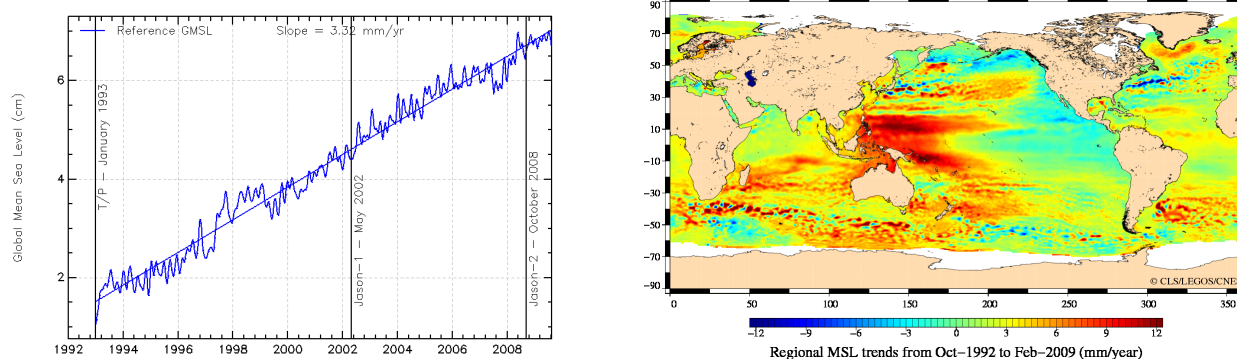 Reference GMSL
Slope = 3.32 mm/yr
Global Mean Sea Level (cm)
6
4
2
T/P – January 1993
Jason-1 – May 2002
Jason-2 – October 2008
1992 1994 1996 1998 2000 2002 2004 2006 2008
90
70
50
30
10
−10
−30
−50
−70
−90
© CLS/LEGOS/CNE
0 50 100 150 200 250 300 350
−12 −9 −6 −3 0 3 6 9 12
Regional MSL trends from Oct−1992 to Feb−2009 (mm/year)